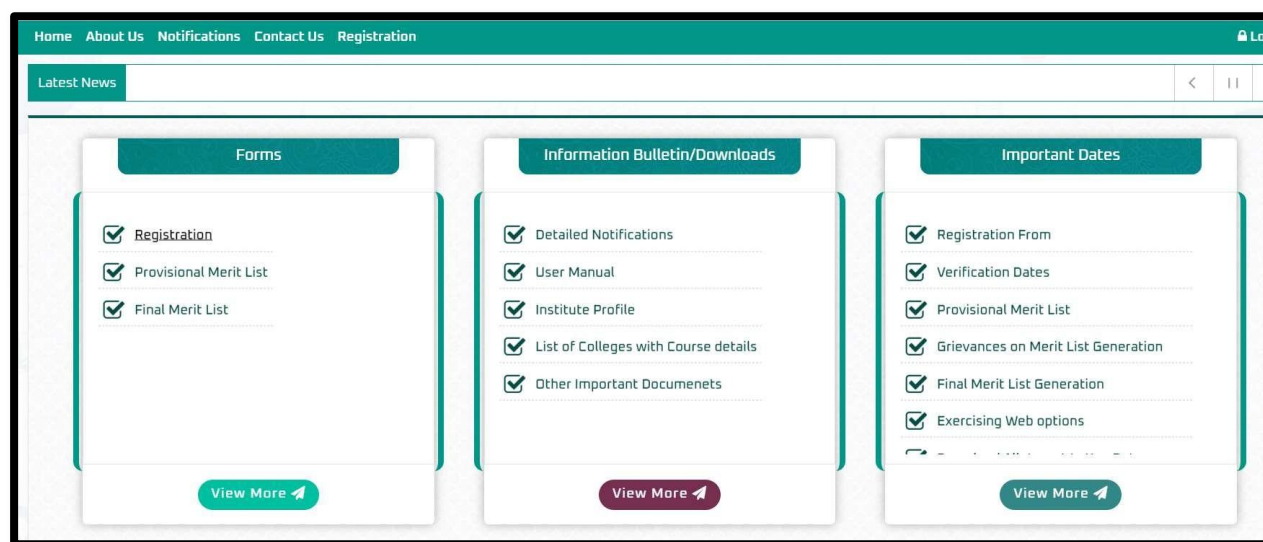 Home About Us Notifications Contact Us Registration
Latest News
Forms
Registration
Provisional Merit List
Final Merit List
View More
Information Bulletin/Downloads
Detailed Notifications
User Manual
Institute Profile
List of Colleges with Course details
Other Important Documenets
View More
Important Dates
Registration From
Verification Dates
Provisional Merit List
Grievances on Merit List Generation
Final Merit List Generation
Exercising Web options
View More